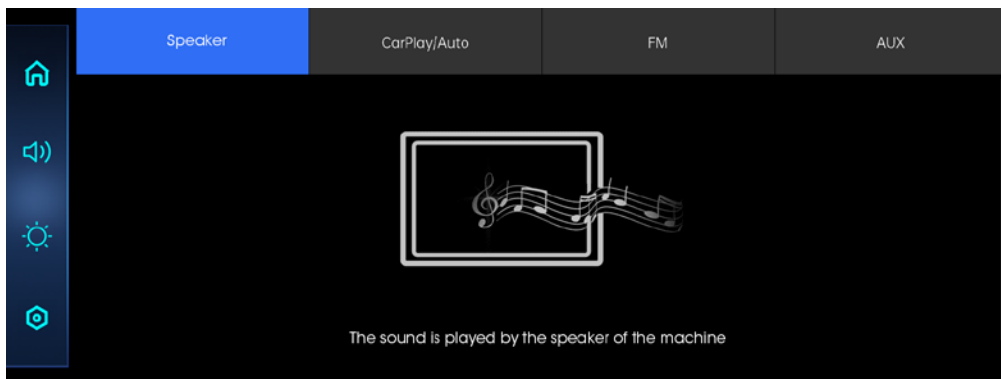 Speaker
CarPlay/Auto
FM
AUX
The sound is played by the speaker of the machine